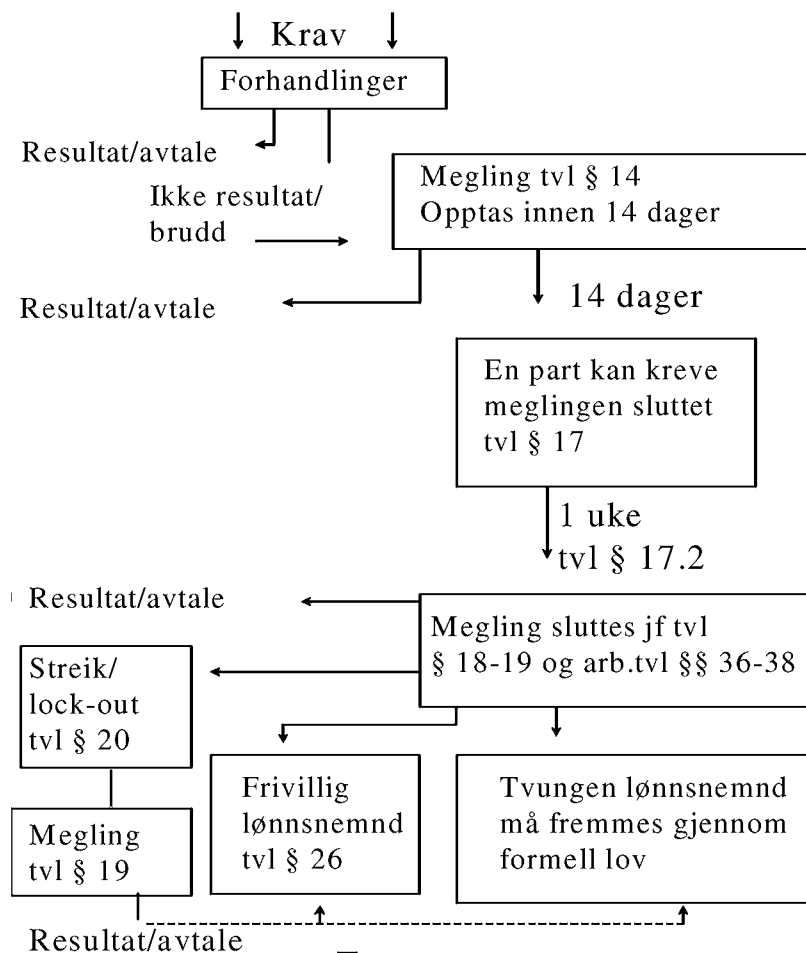 Krav
Forhandlinger
Resultat/avtale
Ikke resultat/
brudd
Megling tvl § 14
Opptas innen 14 dager
Resultat/avtale
14 dager
En part kan kreve
meglingen sluttet
tvl § 17
1 uke
tvl § 17.2
Resultat/avtale
Megling sluttes jf tvl
§ 18-19 og arb.tvl §§ 36-38
Streik/
lock-out
tvl § 20
Frivillig
lønnsnemnd
tvl § 26
Tvungen lønnsnemnd
må fremmes gjennom
formell lov
Megling
tvl § 19
Resultat/avtale